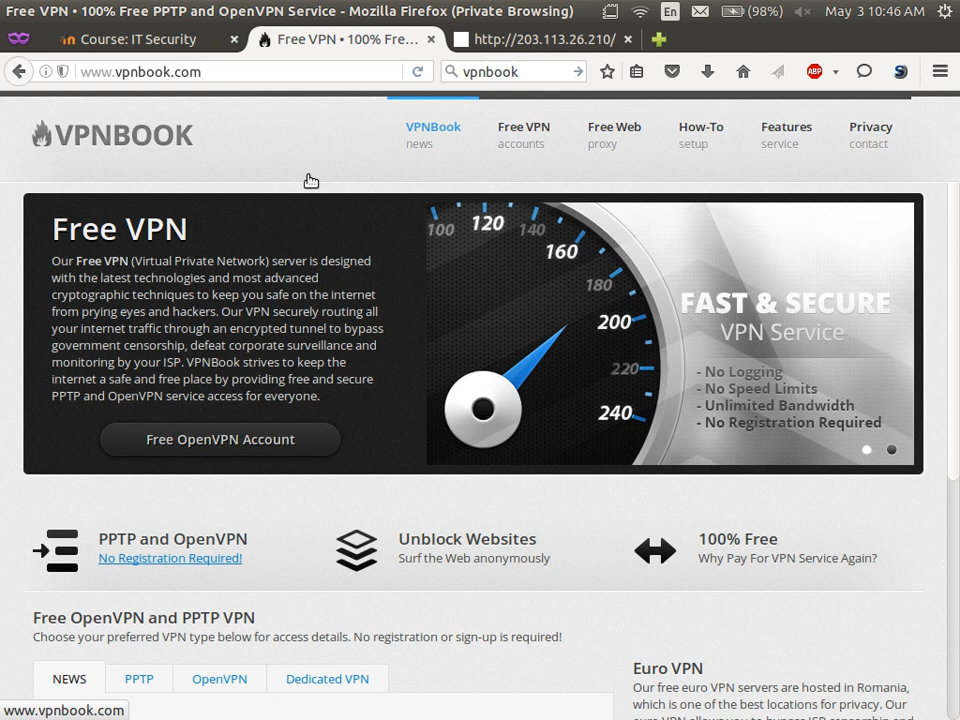 Free VPN • 100% Free PPTP and OpenVPN Service - Mozilla Firefox (Private Browsing)
En
(98%)
May 3 10:46 AM
Course: IT Security
Free VPN • 100% Fre...
http://203.113.26.210/
www.vpnbook.com
vpnbook
ABP
S
VPNBOOK
VPNBook
news
Free VPN
accounts
Free Web
proxy
How-To
setup
Features
service
Privacy
contact
Free VPN
Our Free VPN (Virtual Private Network) server is designed
with the latest technologies and most advanced
cryptographic techniques to keep you safe on the internet
from prying eyes and hackers. Our VPN securely routing all
your internet traffic through an encrypted tunnel to bypass
government censorship, defeat corporate surveillance and
monitoring by your ISP. VPNBook strives to keep the
internet a safe and free place by providing free and secure
PPTP and OpenVPN service access for everyone.
Free OpenVPN Account
100
120
140
160
180
200
220
240
FAST & SECURE
VPN Service
- No Logging
- No Speed Limits
- Unlimited Bandwidth
- No Registration Required
PPTP and OpenVPN
No Registration Required!
Unblock Websites
Surf the Web anonymously
100% Free
Why Pay For VPN Service Again?
Free OpenVPN and PPTP VPN
Choose your preferred VPN type below for access details. No registration or sign-up is required!
NEWS
PPTP
OpenVPN
Dedicated VPN
Euro VPN
Our free euro VPN servers are hosted in Romania,
which is one of the best locations for privacy. Our
www.vpnbook.com